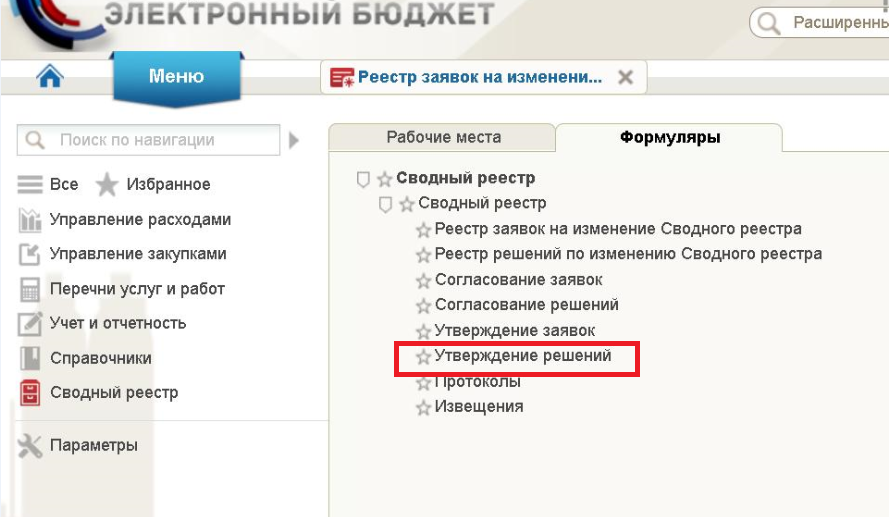 ЭЛЕКТРОННЫЙ БЮДЖЕТ
Меню
Реестр заявок на изменени...
Поиск по навигации
Все Избранное
Управление расходами
Управление закупками
Перечни услуг и работ
Учет и отчетность
Справочники
Сводный реестр
Параметры
Рабочие места
Формуляры
Сводный реестр
Сводный реестр
Реестр заявок на изменение Сводного реестра
Реестр решений по изменению Сводного реестра
Согласование заявок
Согласование решений
Утверждение заявок
Утверждение решений
Протоколы
Извещения